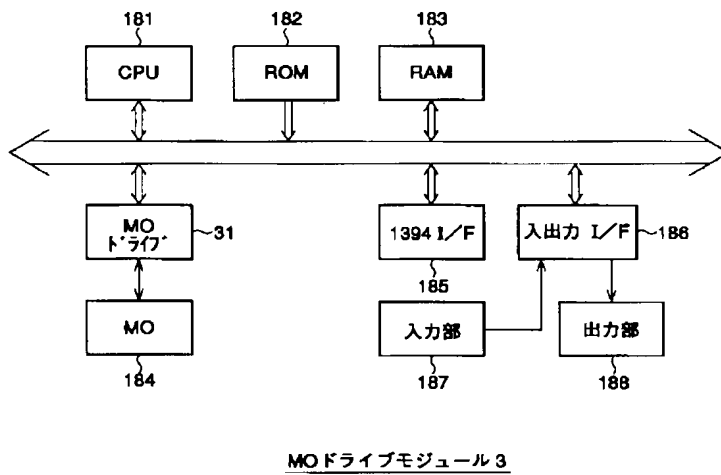 181
182
183
CPU
ROM
RAM
MO
ドライブ
31
1394 I/F
入出力 I/F
186
185
MO
入力部
出力部
184
187
188
MOドライブモジュール3